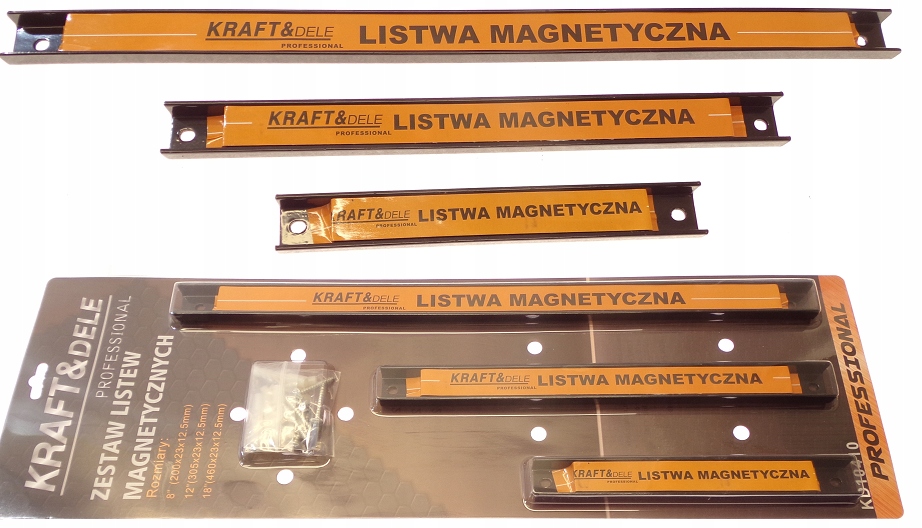 KRAFT&DELE
PROFESSIONAL
LISTWA MAGNETYCZNA
KRAFT&DELE
PROFESSIONAL
LISTWA MAGNETYCZNA
KRAFT&DELE
PROFESSIONAL
LISTWA MAGNETYCZNA
KRAFT&DELE
PROFESSIONAL
LISTWA MAGNETYCZNA
KRAFT&DELE
PROFESSIONAL
LISTWA MAGNETYCZNA
KRAFT&DELE
PROFESSIONAL
LISTWA MAGNETYCZNA
KRAFT&DELE
PROFESSIONAL
ZESTAW LISTEW
MAGNETYCZNYCH
Rozmiary:
8" (200x23x12.5mm)
12"(305x23x12.5mm)
18"(460x23x12.5mm)
PROFESSIONAL